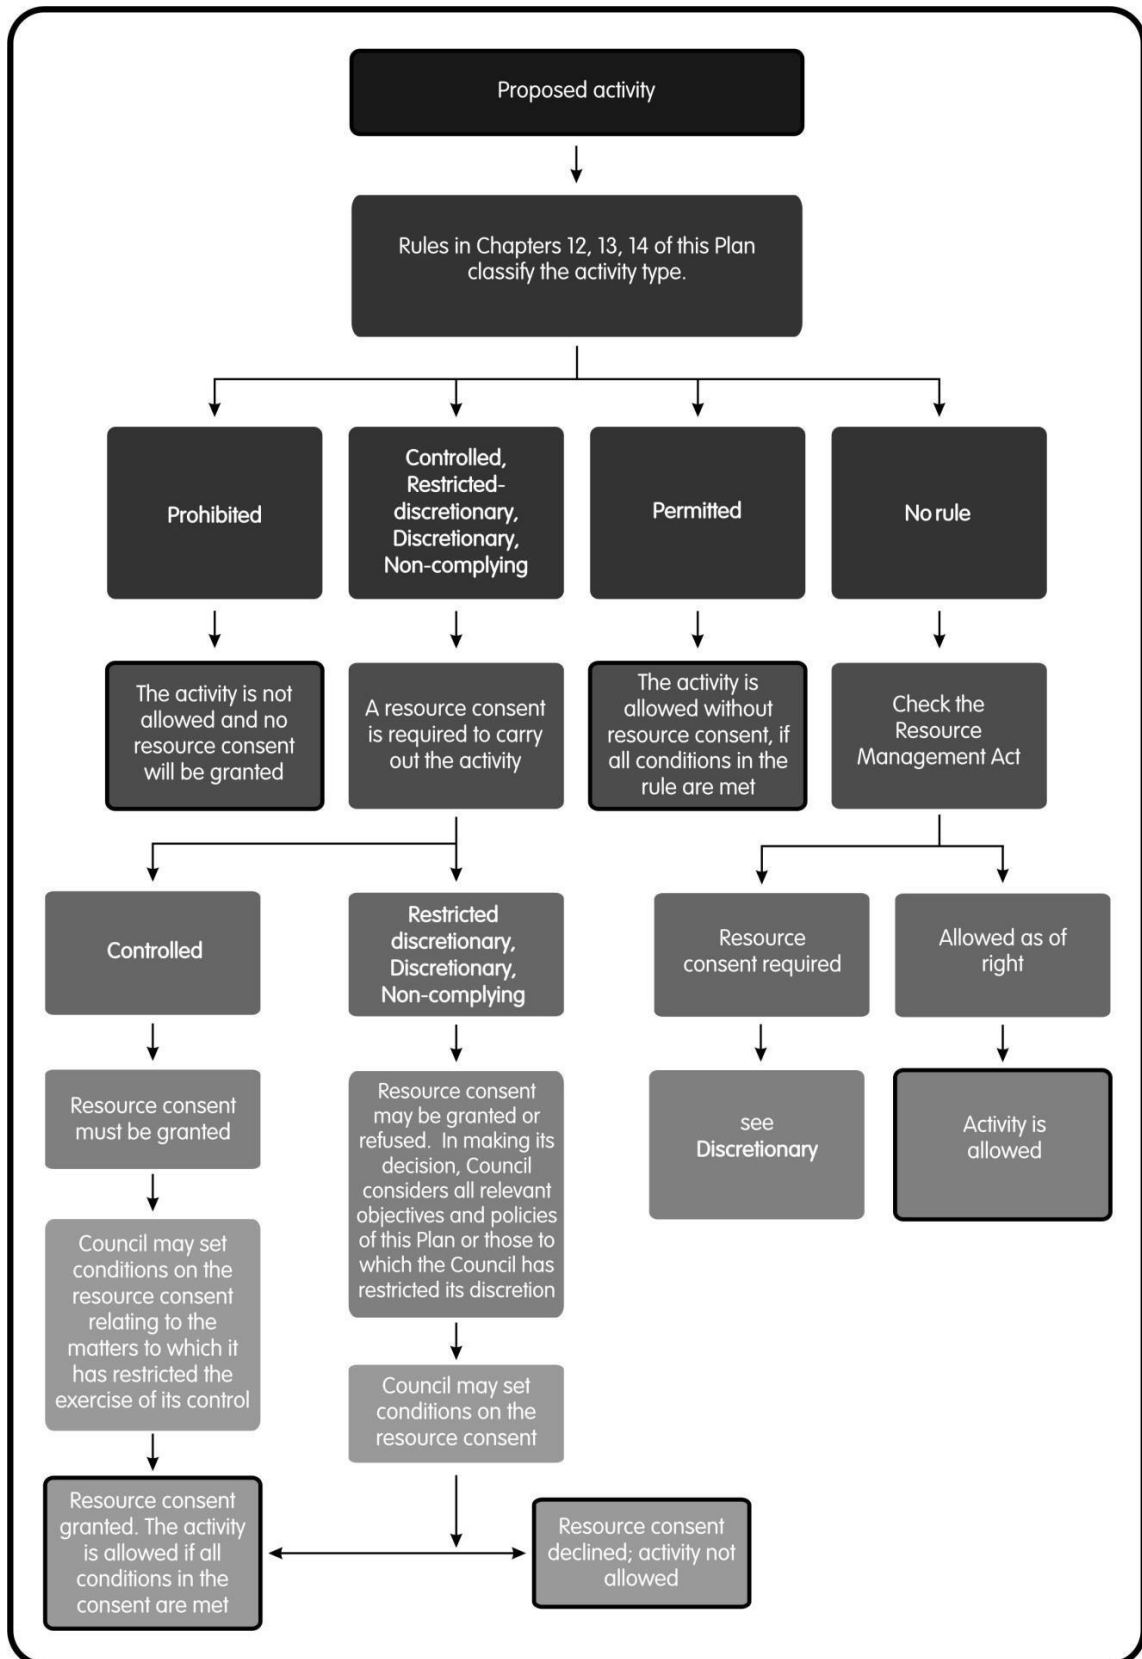 Proposed activity
Rules in Chapters 12, 13, 14 of this Plan
classify the activity type.
Prohibited
Controlled,
Restricted-
discretionary,
Discretionary,
Non-complying
Permitted
No rule
The activity is not
allowed and no
resource consent
will be granted
A resource consent
is required to carry
out the activity
The activity is
allowed without
resource consent, if
all conditions in the
rule are met
Check the
Resource
Management Act
Controlled
Restricted
discretionary,
Discretionary,
Non-complying
Resource
consent required
Allowed as of
right
Resource consent
must be granted
Resource consent
may be granted or
refused. In making its
decision, Council
considers all relevant
objectives and policies
of this Plan or those to
which the Council has
restricted its discretion
see
Discretionary
Activity is
allowed
Council may set
conditions on the
resource consent
relating to the
matters to which it
has restricted the
exercise of its control
Council may set
conditions on the
resource consent
Resource consent
granted. The activity
is allowed if all
conditions in the
consent are met
Resource consent
declined; activity not
allowed